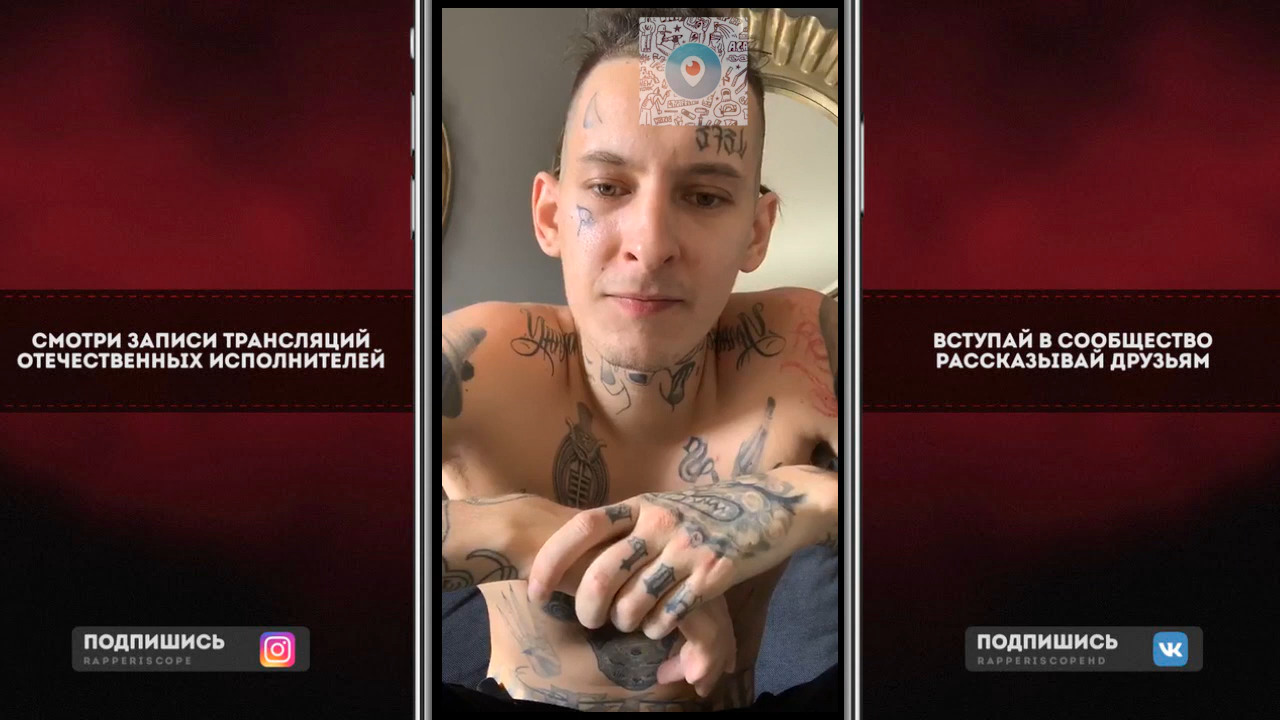 СМОТРИ ЗАПИСИ ТРАНСЛЯЦИЙ
ОТЕЧЕСТВЕННЫХ ИСПОЛНИТЕЛЕЙ
ВСТУПАЙ В СООБЩЕСТВО
РАССКАЗЫВАЙ ДРУЗЬЯМ
ПОДПИШИСЬ
RAPPERISCOPE
ПОДПИШИСЬ
RAPPERISCOPEHD